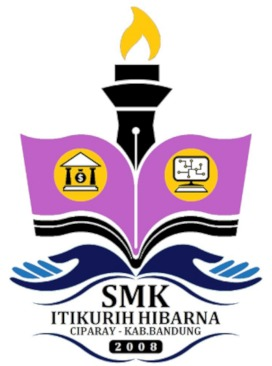 $
SMK
ITIKURIH HIBARNA
CIPARAY - KAB.BANDUNG
2008